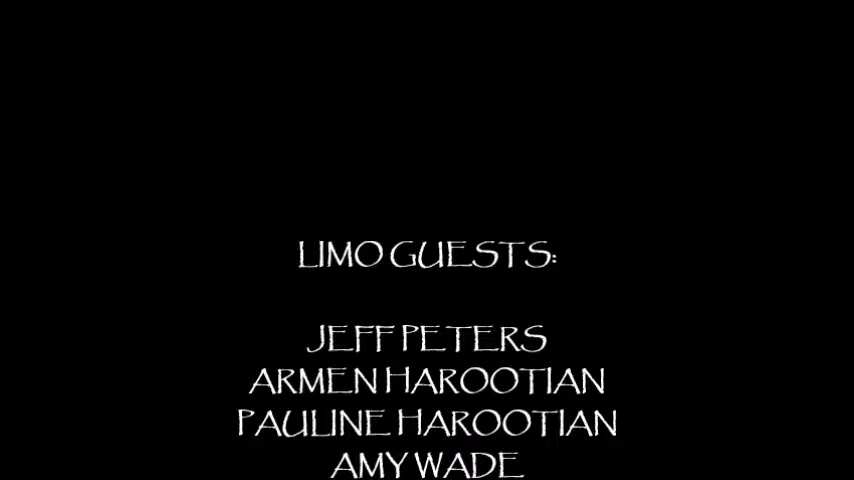 LIMO GUESTS:
JEFF PETERS
ARMEN HAROOTIAN
PAULINE HAROOTIAN
AMY WADE